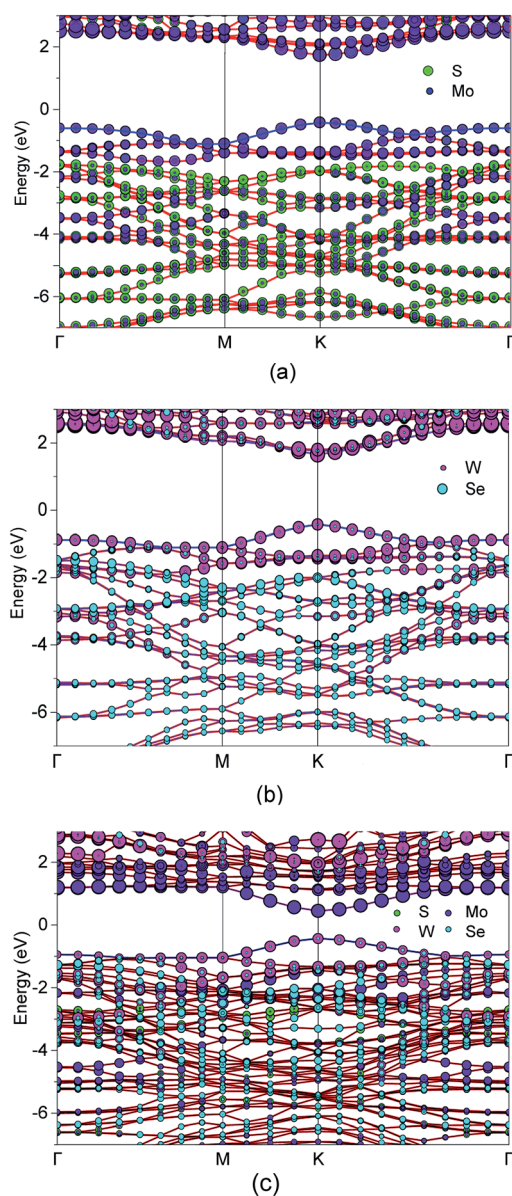 2
0
-2
-4
-6
Energy (eV)
S
Mo
Γ M K Γ
(a)
2
0
-2
-4
-6
Energy (eV)
W
Se
Γ M K Γ
(b)
2
0
-2
-4
-6
Energy (eV)
S Mo
W Se
Γ M K Γ
(c)